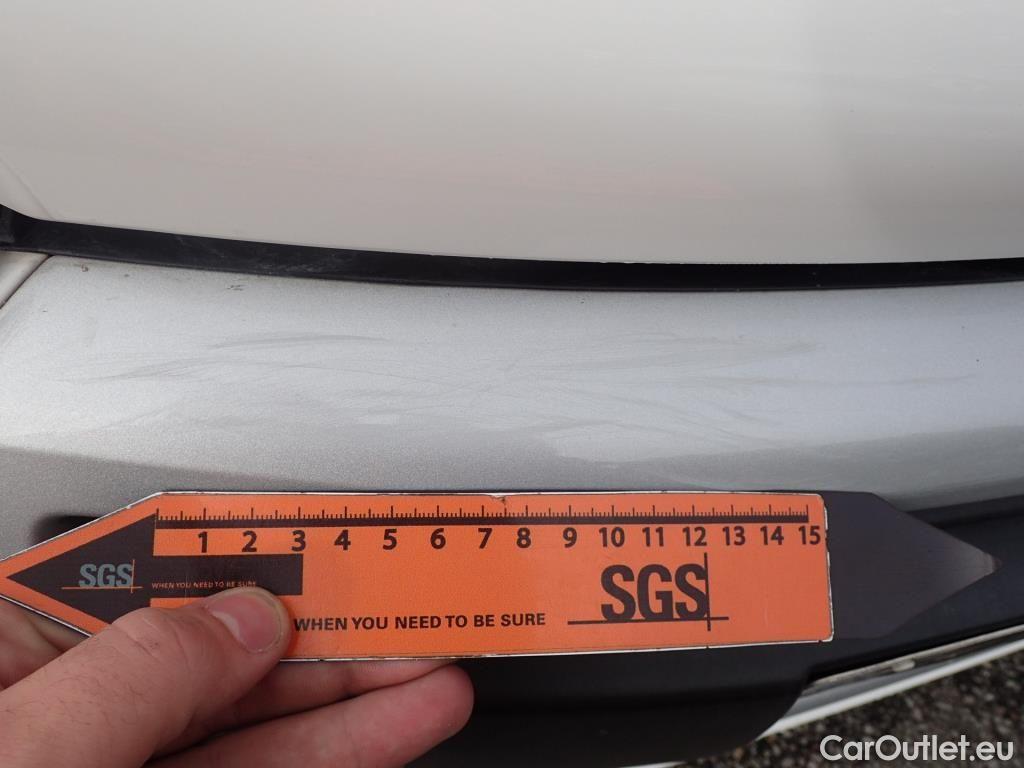 1 2 3 4 5 6 7 8 9 10 11 12 13 14 15
SGS WHEN YOU NEED TO BE SURE
SGS
WHEN YOU NEED TO BE SURE
CarOutlet.eu